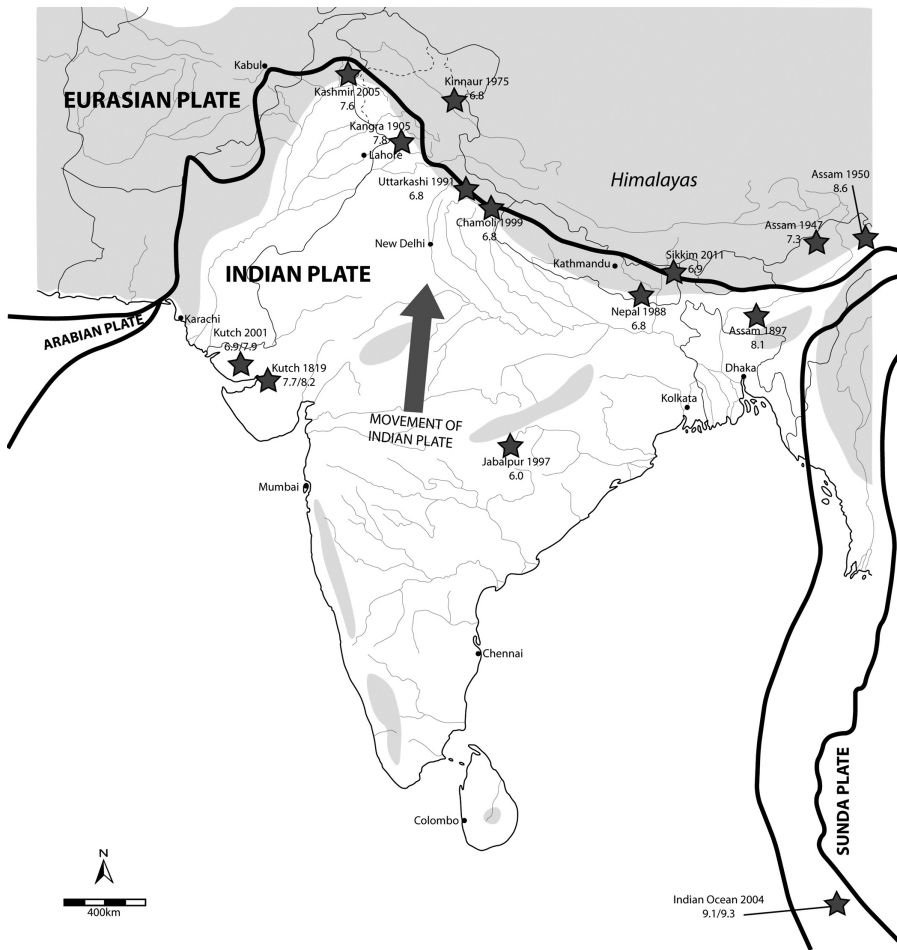 Kabul
EURASIAN PLATE
Kashmir 2005
7.6
Kinnaur 1975
6.8
Kangra 1905
7.8
Lahore
Himalayas
Assam 1950
8.6
Uttarkashi 1991
6.8
Chamoli 1999
6.8
Assam 1947
7.3
New Delhi
Kathmandu
Sikkim 2011
6.9
INDIAN PLATE
Nepal 1988
6.8
ARABIAN PLATE
Karachi
Assam 1897
8.1
Kutch 2001
6.9/7.9
Kutch 1819
7.7/8.2
Dhaka
Kolkata
MOVEMENT OF
INDIAN PLATE
Jabalpur 1997
6.0
Mumbai
Chennai
SUNDA PLATE
Colombo
N
400km
Indian Ocean 2004
9.1/9.3